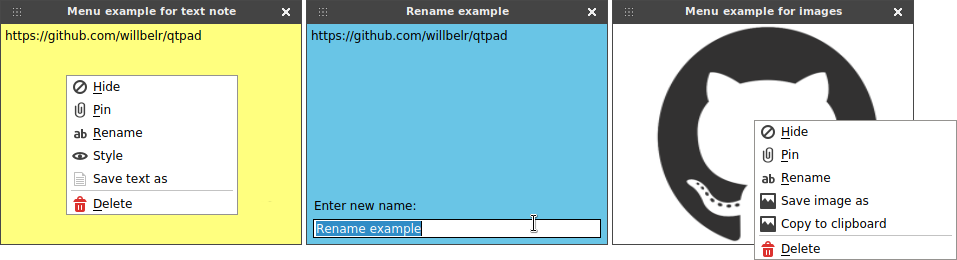 Menu example for text note
https://github.com/willbelr/qtpad
Hide
Pin
Rename
Style
Save text as
Delete
Rename example
https://github.com/willbelr/qtpad
Enter new name:
Rename example
Menu example for images
Hide
Pin
Rename
Save image as
Copy to clipboard
Delete